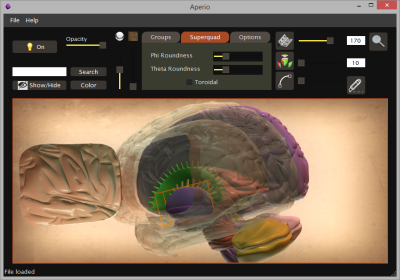 Aperio
File Help
On
Opacity
Search
Show/Hide
Color
Groups
Superquad
Options
Phi Roundness
Theta Roundness
Toroidal
170
10
File loaded